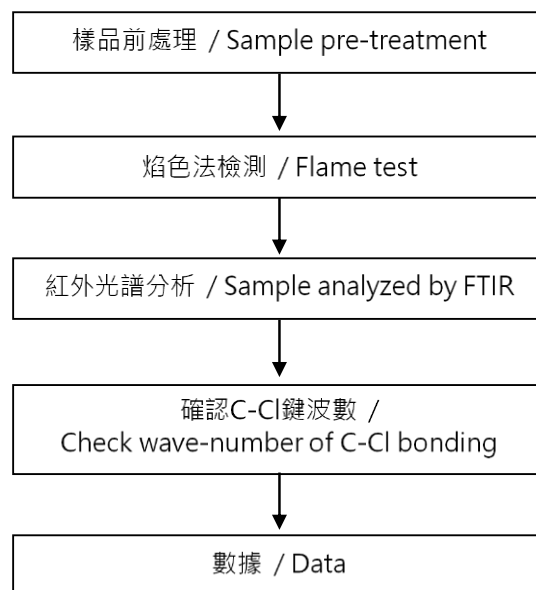 樣品前處理 / Sample pre-treatment
焰色法檢測 / Flame test
紅外光譜分析 / Sample analyzed by FTIR
確認C-Cl鍵波數 /
Check wave-number of C-Cl bonding
數據 / Data